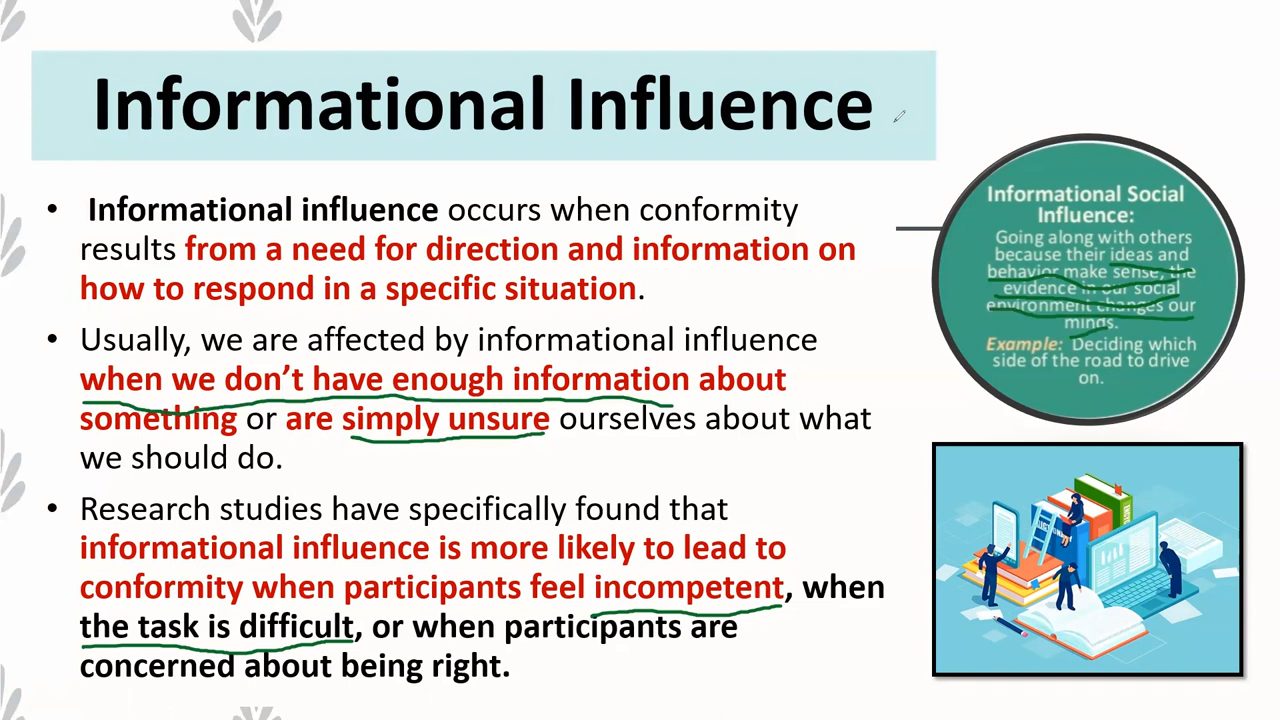 Informational Influence
• Informational influence occurs when conformity
results from a need for direction and information on
how to respond in a specific situation.
• Usually, we are affected by informational influence
when we don't have enough information about
something or are simply unsure ourselves about what
we should do.
• Research studies have specifically found that
informational influence is more likely to lead to
conformity when participants feel incompetent, when
the task is difficult, or when participants are
concerned about being right.
Informational Social
Influence:
Going along with others
because their ideas and
behavior make sense, the
evidence in our social
environment changes our
minds.
Example: Deciding which
side of the road to drive
on.